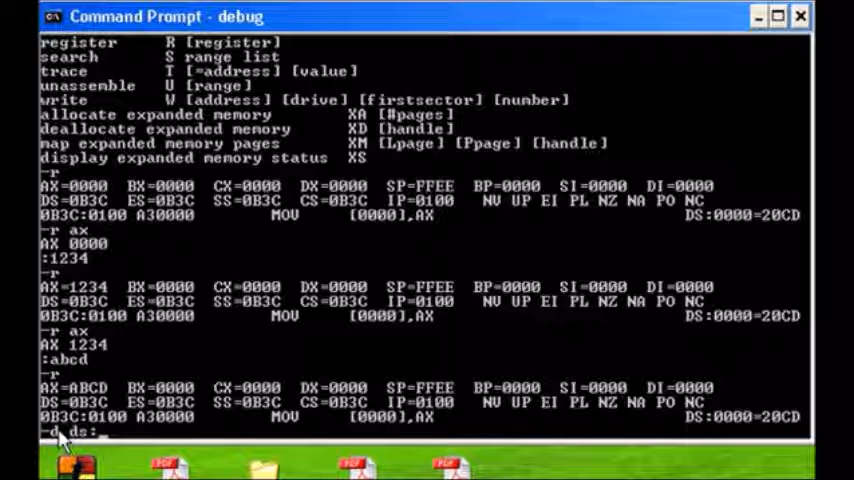 Command Prompt - debug
register R [register]
search S range list
trace T [=address] [value]
unassemble U [range]
write W [address] [drive] [firstsector] [number]
allocate expanded memory XA [#pages]
deallocate expanded memory XD [handle]
map expanded memory pages XM [Lpage] [Ppage] [handle]
display expanded memory status XS
-r
AX=0000 BX=0000 CX=0000 DX=0000 SP=FFEE BP=0000 SI=0000 DI=0000
DS=0B3C ES=0B3C SS=0B3C CS=0B3C IP=0100 NV UP EI PL NZ NA PO NC
0B3C:0100 A30000 MOV [0000],AX DS:0000=20CD
-r ax
AX 0000
:1234
-r
AX=1234 BX=0000 CX=0000 DX=0000 SP=FFEE BP=0000 SI=0000 DI=0000
DS=0B3C ES=0B3C SS=0B3C CS=0B3C IP=0100 NV UP EI PL NZ NA PO NC
0B3C:0100 A30000 MOV [0000],AX DS:0000=20CD
-r ax
AX 1234
:abcd
-r
AX=ABCD BX=0000 CX=0000 DX=0000 SP=FFEE BP=0000 SI=0000 DI=0000
DS=0B3C ES=0B3C SS=0B3C CS=0B3C IP=0100 NV UP EI PL NZ NA PO NC
0B3C:0100 A30000 MOV [0000],AX DS:0000=20CD
-d ds:_
PDF
PDF
PDF